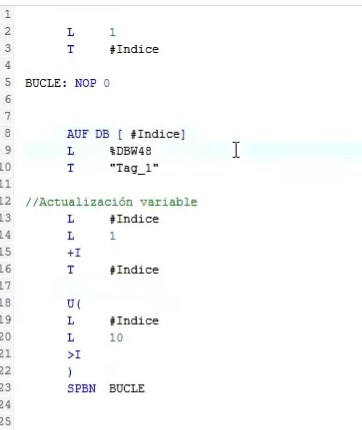 1
2 L 1
3 T #Indice
4
5 BUCLE: NOP 0
6
7
8 AUF DB [ #Indice]
9 L %DBW48
10 T "Tag_1"
11
12 //Actualización variable
13 L #Indice
14 L 1
15 +I
16 T #Indice
17
18 U(
19 L #Indice
20 L 10
21 >I
22 )
23 SPBN BUCLE
24
25